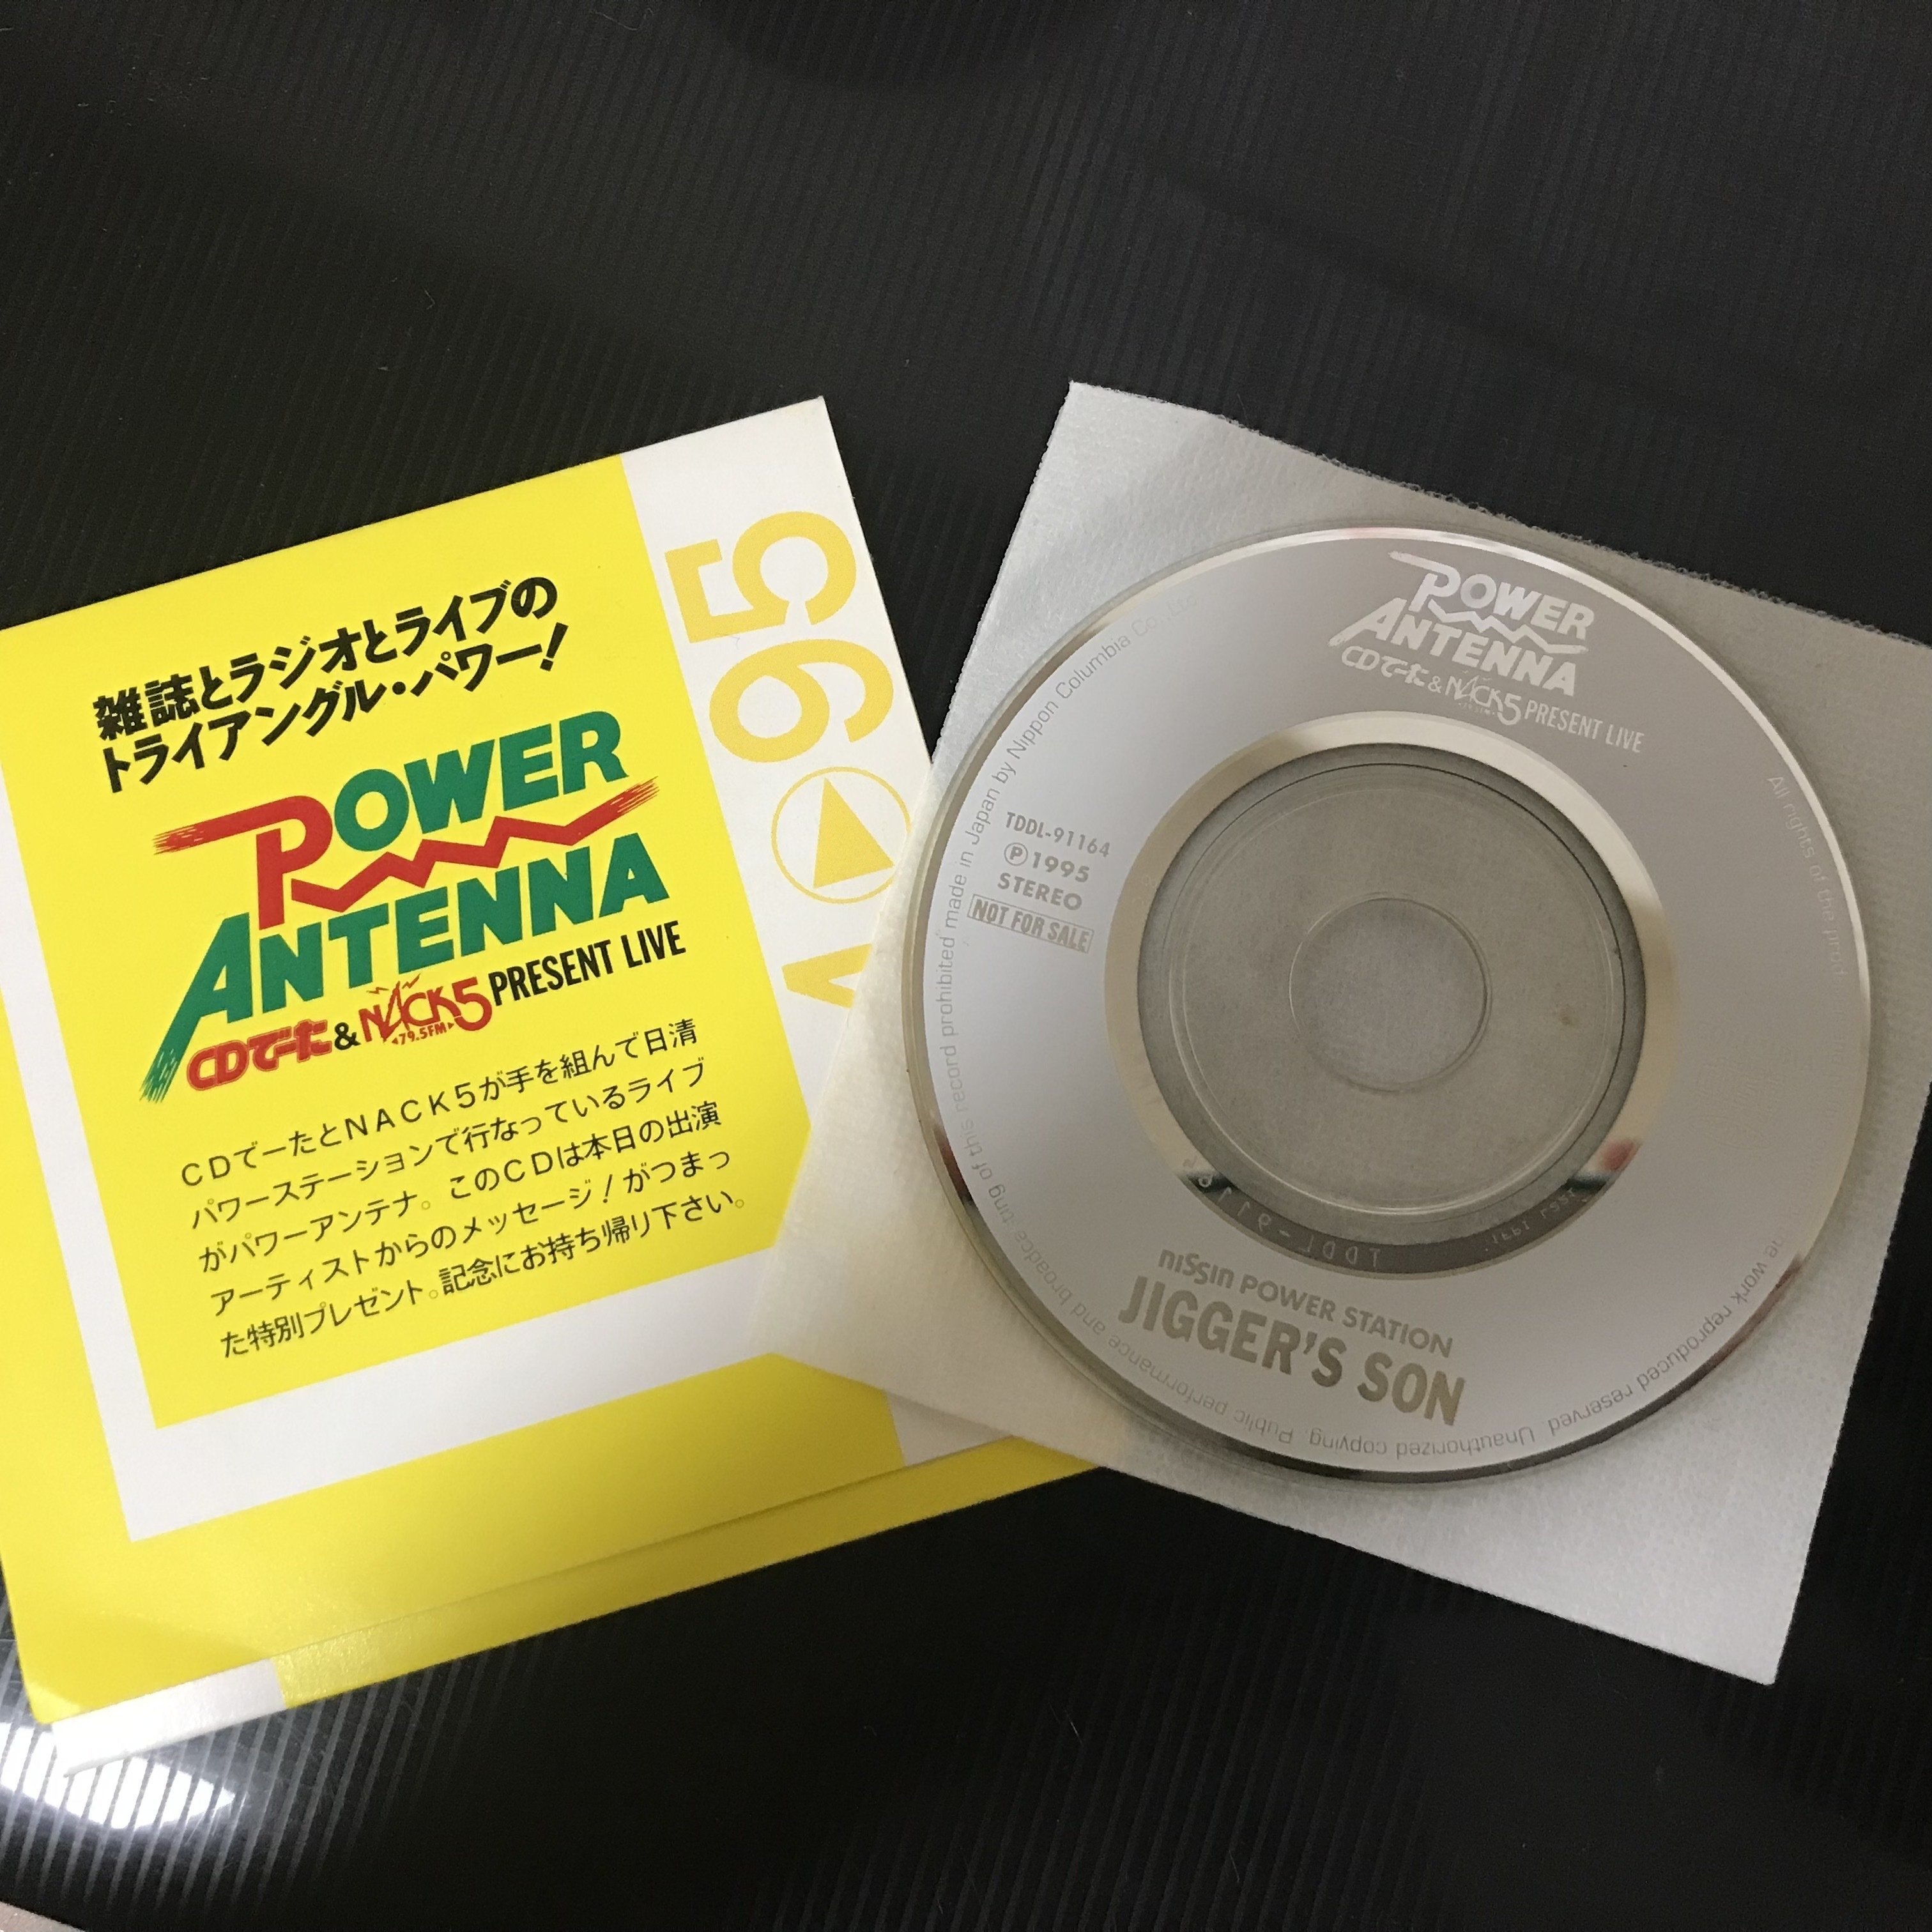 雑誌とラジオとライブの
トライアングル・パワー!
POWER
ANTENNA
CDでーた&NACK5 PRESENT LIVE
79.5FM
CDでーたとNACK5が手を組んで日清
パワーステーションで行なっているライブ
がパワーアンテナ。このCDは本日の出演
アーティストからのメッセージ!がつまっ
た特別プレゼント。記念にお持ち帰り下さい。
95
POWER
ANTENNA
CDでーた&NACK5 PRESENT LIVE
TDDL-91164
Ⓟ1995
STEREO
NOT FOR SALE
nissin POWER STATION
JIGGER'S SON
All rights of the
work reproduced reserved. Unauthorized copying. Public performance and broadcasting of this record prohibited made in Japan by Nippon Columbia Co.,